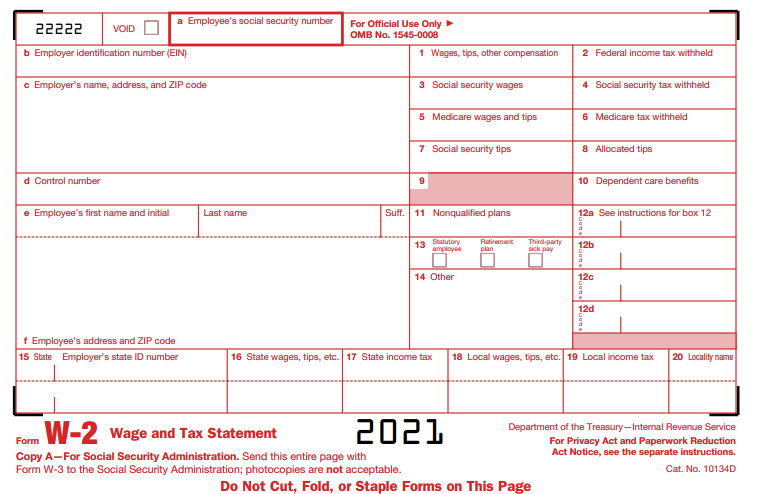 22222
VOID
a Employee's social security number
For Official Use Only ►
OMB No. 1545-0008
b Employer identification number (EIN)
1 Wages, tips, other compensation
2 Federal income tax withheld
c Employer's name, address, and ZIP code
3 Social security wages
4 Social security tax withheld
5 Medicare wages and tips
6 Medicare tax withheld
7 Social security tips
8 Allocated tips
d Control number
9
10 Dependent care benefits
e Employee's first name and initial
Last name
Suff.
11 Nonqualified plans
12a See instructions for box 12
Code
13 Statutory employee
Retirement plan
Third-party sick pay
12b
Code
14 Other
12c
Code
12d
Code
f Employee's address and ZIP code
15 State Employer's state ID number
16 State wages, tips, etc.
17 State income tax
18 Local wages, tips, etc.
19 Local income tax
20 Locality name
Form W-2 Wage and Tax Statement
2021
Department of the Treasury—Internal Revenue Service
For Privacy Act and Paperwork Reduction
Act Notice, see the separate instructions.
Copy A—For Social Security Administration. Send this entire page with
Form W-3 to the Social Security Administration; photocopies are not acceptable.
Cat. No. 10134D
Do Not Cut, Fold, or Staple Forms on This Page